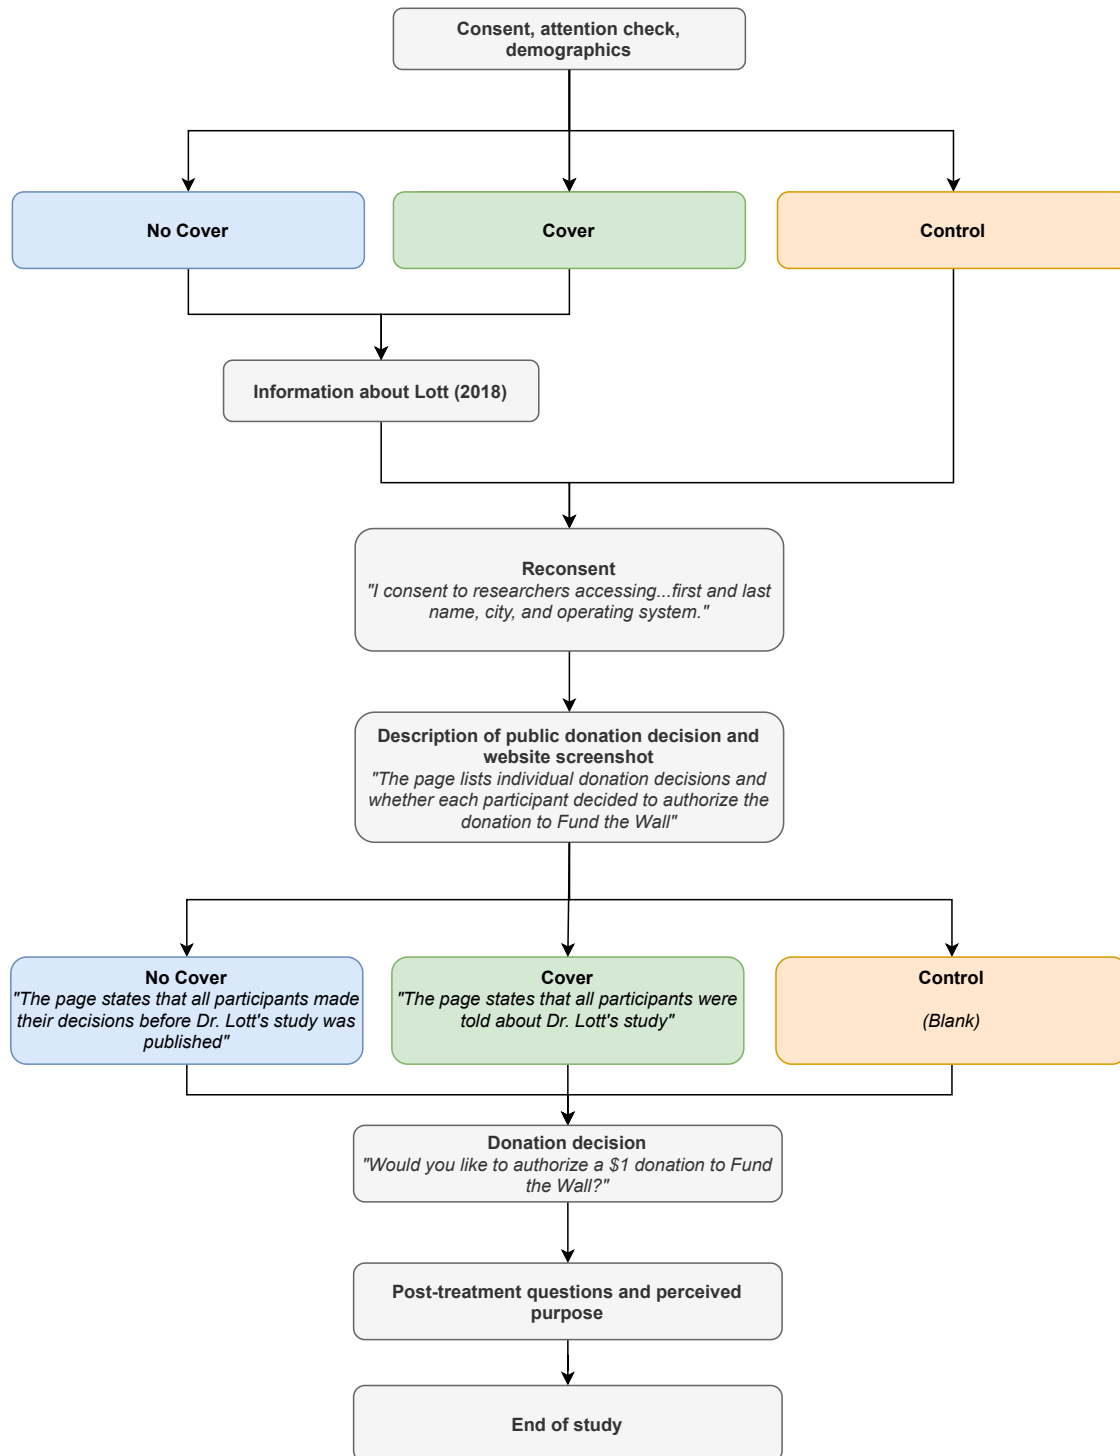 Consent, attention check,
demographics
No Cover
Cover
Control
Information about Lott (2018)
Reconsent
"I consent to researchers accessing...first and last
name, city, and operating system."
Description of public donation decision and
website screenshot
"The page lists individual donation decisions and
whether each participant decided to authorize the
donation to Fund the Wall"
No Cover
"The page states that all participants made
their decisions before Dr. Lott's study was
published"
Cover
"The page states that all participants were
told about Dr. Lott's study"
Control
(Blank)
Donation decision
"Would you like to authorize a $1 donation to Fund
the Wall?"
Post-treatment questions and perceived
purpose
End of study